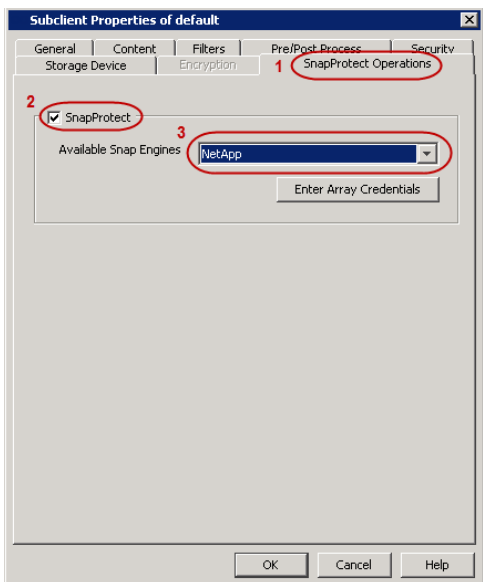 Subclient Properties of default
General Content Filters Pre/Post Process Security
Storage Device Encryption 1 SnapProtect Operations
2
SnapProtect
3
Available Snap Engines NetApp
Enter Array Credentials
OK Cancel Help